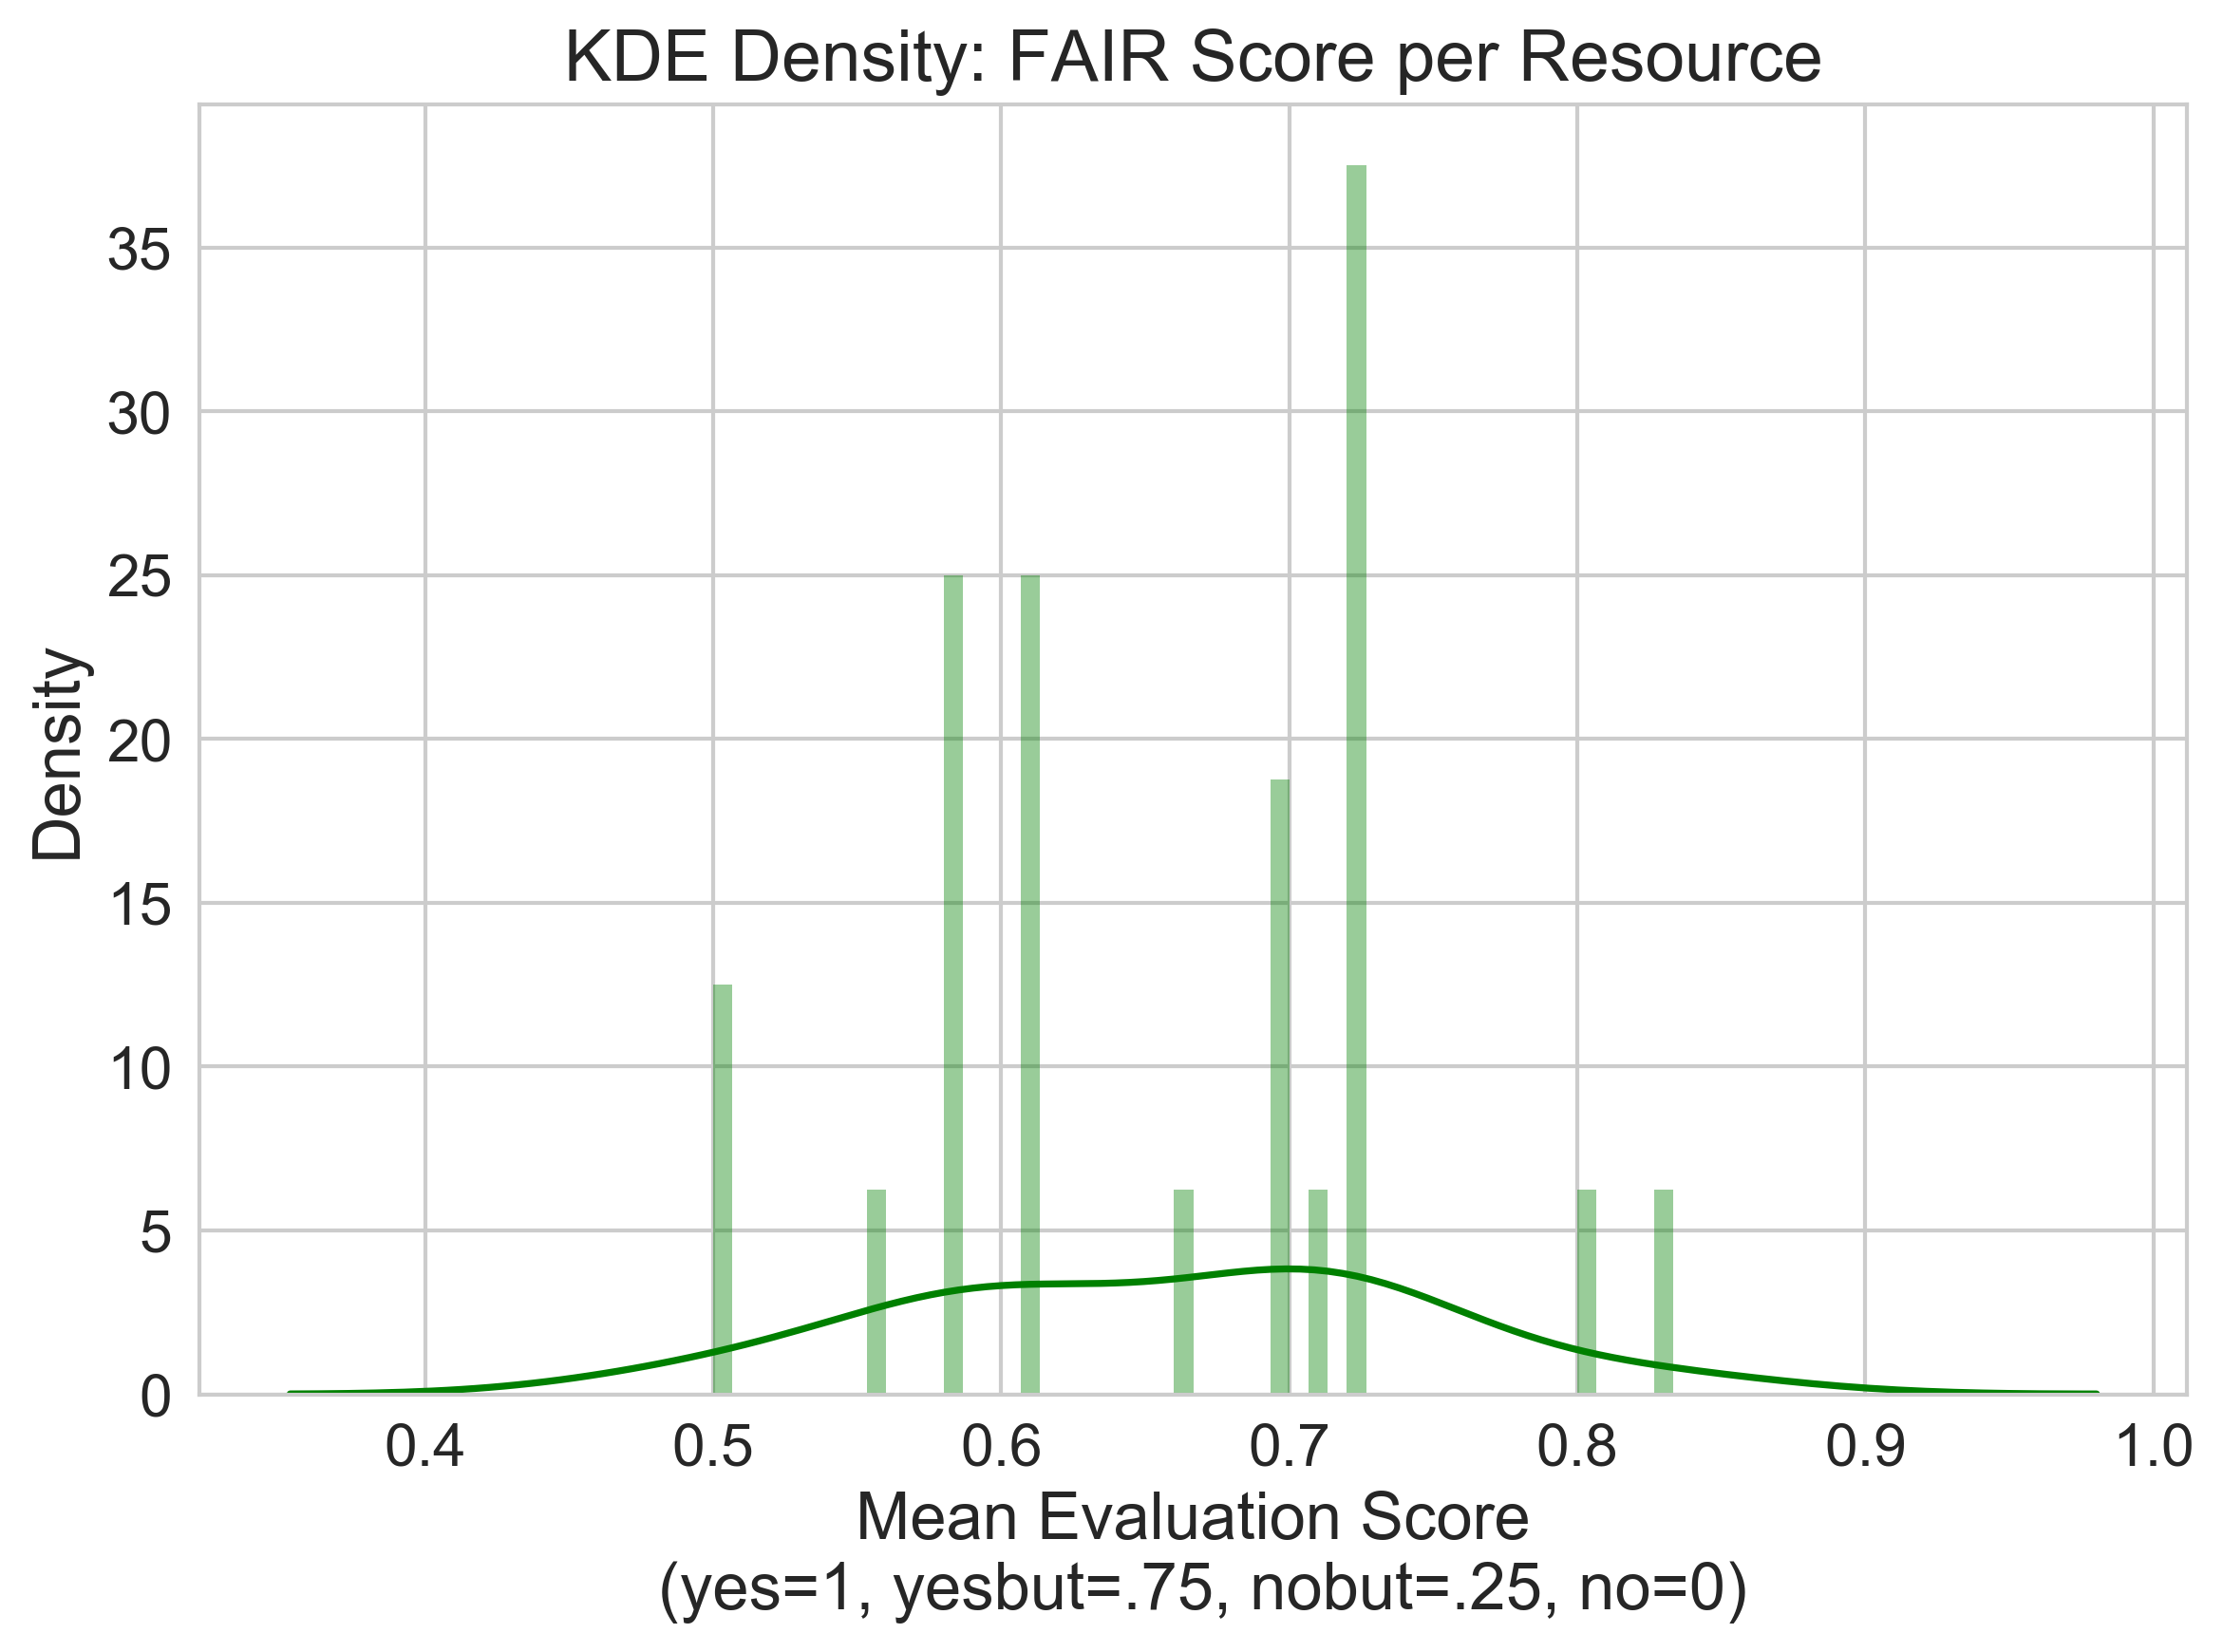 KDE Density: FAIR Score per Resource
Density
35
30
25
20
15
10
5
0
0.4 0.5 0.6 0.7 0.8 0.9 1.0
Mean Evaluation Score
(yes=1, yesbut=.75, nobut=.25, no=0)